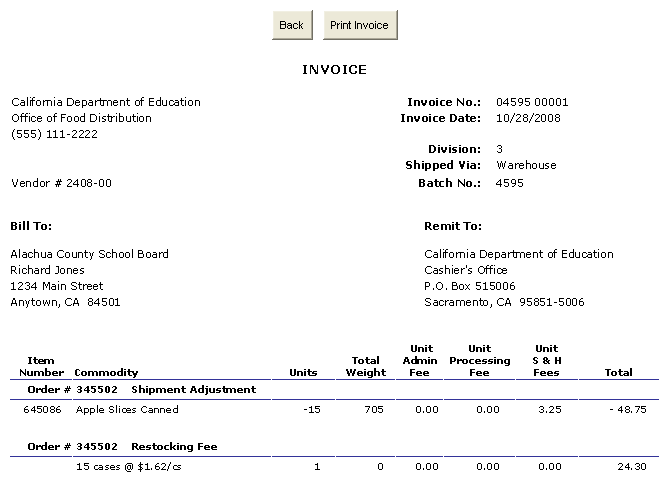 Back Print Invoice
INVOICE
California Department of Education Invoice No.: 04595 00001
Office of Food Distribution Invoice Date: 10/28/2008
(555) 111-2222
Division: 3
Shipped Via: Warehouse
Vendor # 2408-00 Batch No.: 4595
Bill To: Remit To:
Alachua County School Board California Department of Education
Richard Jones Cashier's Office
1234 Main Street P.O. Box 515006
Anytown, CA 84501 Sacramento, CA 95851-5006
Unit Unit Unit
Item Total Admin Processing S & H
Number Commodity Units Weight Fee Fee Fees Total
Order # 345502 Shipment Adjustment
645086 Apple Slices Canned -15 705 0.00 0.00 3.25 - 48.75
Order # 345502 Restocking Fee
15 cases @ $1.62/cs 1 0 0.00 0.00 0.00 24.30